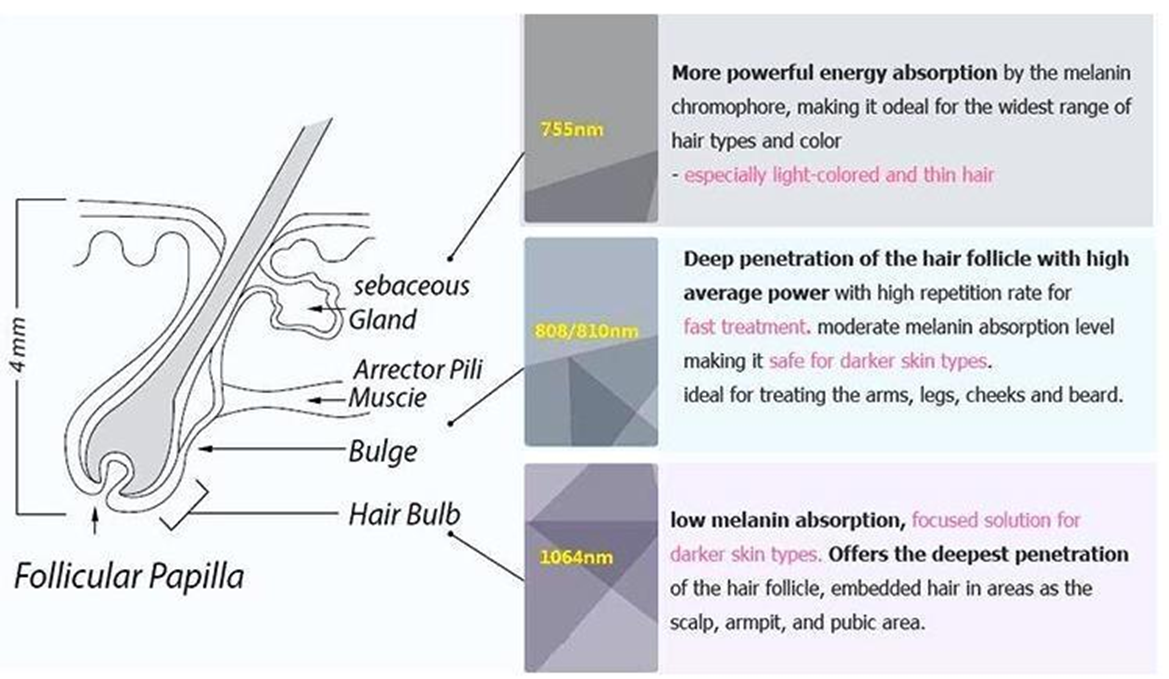 4 mm
sebaceous
Gland
Arrector Pili
Muscie
Bulge
Hair Bulb
Follicular Papilla
755nm
More powerful energy absorption by the melanin
chromophore, making it odeal for the widest range of
hair types and color
- especially light-colored and thin hair
808/810nm
Deep penetration of the hair follicle with high
average power with high repetition rate for
fast treatment. moderate melanin absorption level
making it safe for darker skin types.
ideal for treating the arms, legs, cheeks and beard.
1064nm
low melanin absorption, focused solution for
darker skin types. Offers the deepest penetration
of the hair follicle, embedded hair in areas as the
scalp, armpit, and pubic area.